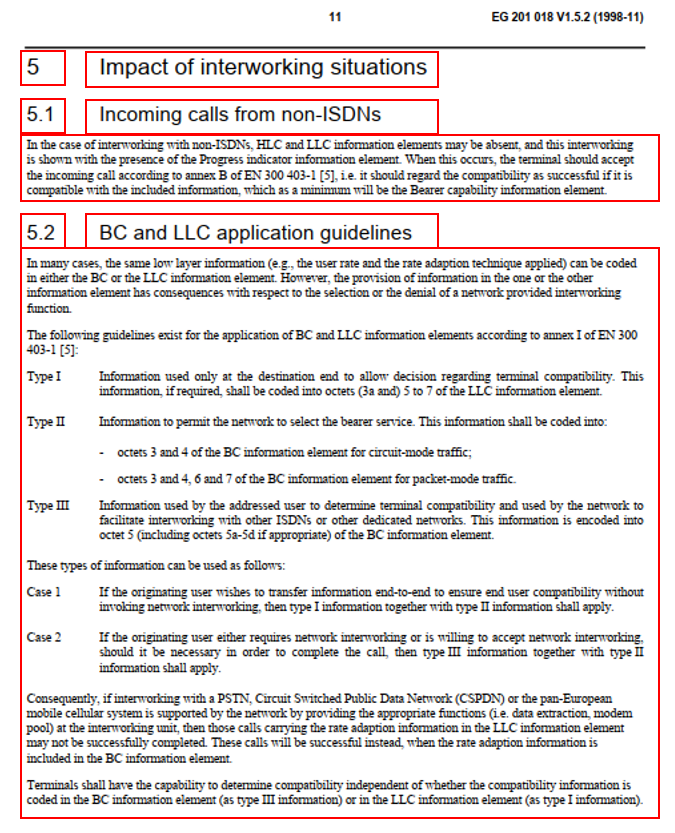 11 EG 201 018 V1.5.2 (1998-11)
5 Impact of interworking situations
5.1 Incoming calls from non-ISDNs
In the case of interworking with non-ISDNs, HLC and LLC information elements may be absent, and this interworking
is shown with the presence of the Progress indicator information element. When this occurs, the terminal should accept
the incoming call according to annex B of EN 300 403-1 [5], i.e. it should regard the compatibility as successful if it is
compatible with the included information, which as a minimum will be the Bearer capability information element.
5.2 BC and LLC application guidelines
In many cases, the same low layer information (e.g., the user rate and the rate adaption technique applied) can be coded
in either the BC or the LLC information element. However, the provision of information in the one or the other
information element has consequences with respect to the selection or the denial of a network provided interworking
function.
The following guidelines exist for the application of BC and LLC information elements according to annex I of EN 300
403-1 [5]:
Type I Information used only at the destination end to allow decision regarding terminal compatibility. This
information, if required, shall be coded into octets (3a and) 5 to 7 of the LLC information element.
Type II Information to permit the network to select the bearer service. This information shall be coded into:
- octets 3 and 4 of the BC information element for circuit-mode traffic;
- octets 3 and 4, 6 and 7 of the BC information element for packet-mode traffic.
Type III Information used by the addressed user to determine terminal compatibility and used by the network to
facilitate interworking with other ISDNs or other dedicated networks. This information is encoded into
octet 5 (including octets 5a-5d if appropriate) of the BC information element.
These types of information can be used as follows:
Case 1 If the originating user wishes to transfer information end-to-end to ensure end user compatibility without
invoking network interworking, then type I information together with type II information shall apply.
Case 2 If the originating user either requires network interworking or is willing to accept network interworking,
should it be necessary in order to complete the call, then type III information together with type II
information shall apply.
Consequently, if interworking with a PSTN, Circuit Switched Public Data Network (CSPDN) or the pan-European
mobile cellular system is supported by the network by providing the appropriate functions (i.e. data extraction, modem
pool) at the interworking unit, then those calls carrying the rate adaption information in the LLC information element
may not be successfully completed. These calls will be successful instead, when the rate adaption information is
included in the BC information element.
Terminals shall have the capability to determine compatibility independent of whether the compatibility information is
coded in the BC information element (as type III information) or in the LLC information element (as type I information).